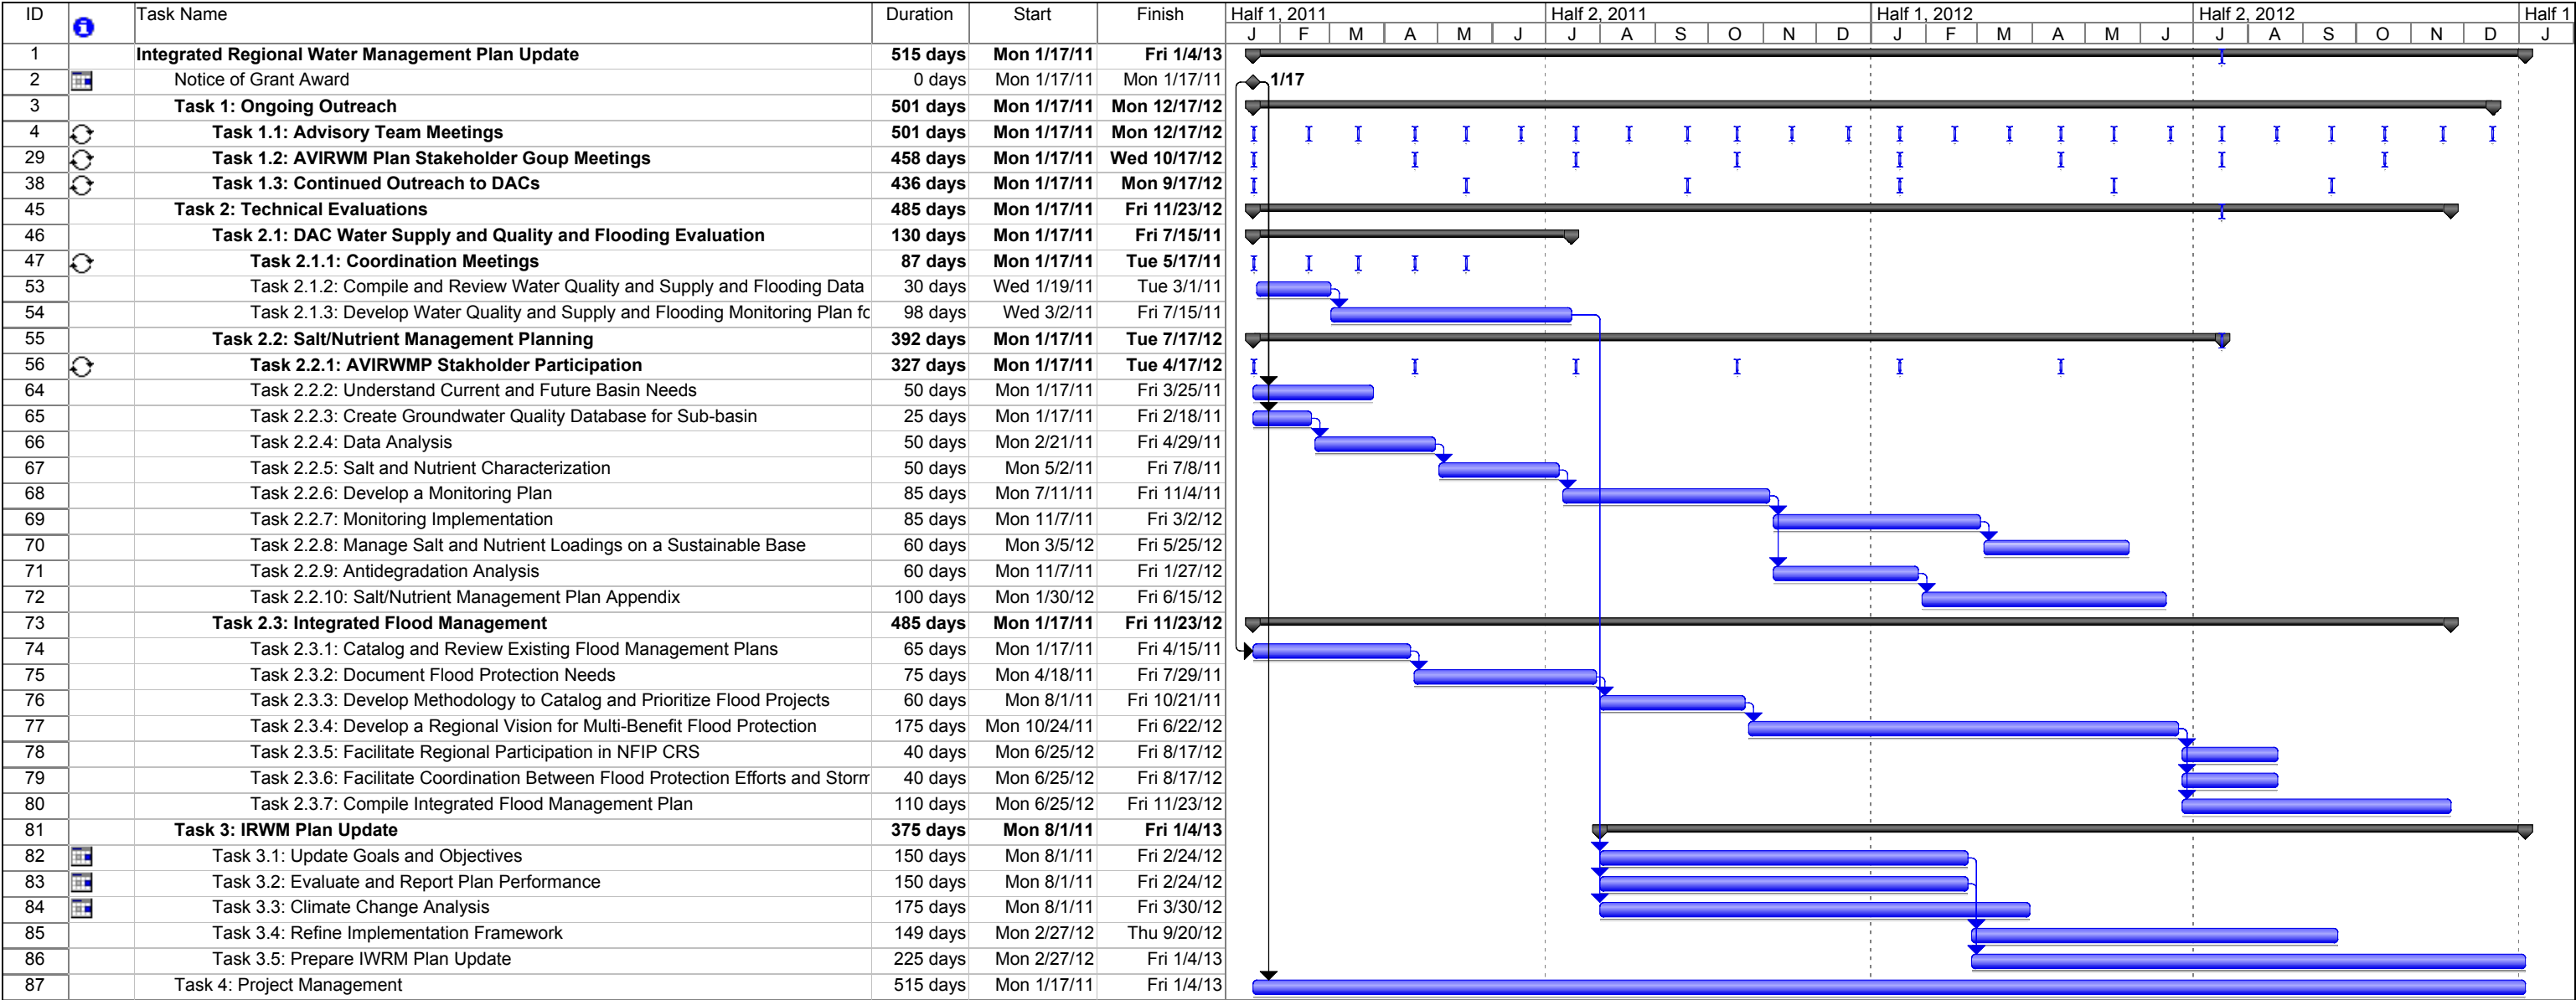 ID Task Name Duration Start Finish Half 1, 2011 Half 2, 2011 Half 1, 2012 Half 2, 2012 Half 1
J F M A M J J A S O N D J F M A M J J A S O N D J
1 Integrated Regional Water Management Plan Update 515 days Mon 1/17/11 Fri 1/4/13
2 Notice of Grant Award 0 days Mon 1/17/11 Mon 1/17/11 1/17
3 Task 1: Ongoing Outreach 501 days Mon 1/17/11 Mon 12/17/12
4 Task 1.1: Advisory Team Meetings 501 days Mon 1/17/11 Mon 12/17/12
29 Task 1.2: AVIRWM Plan Stakeholder Goup Meetings 458 days Mon 1/17/11 Wed 10/17/12
38 Task 1.3: Continued Outreach to DACs 436 days Mon 1/17/11 Mon 9/17/12
45 Task 2: Technical Evaluations 485 days Mon 1/17/11 Fri 11/23/12
46 Task 2.1: DAC Water Supply and Quality and Flooding Evaluation 130 days Mon 1/17/11 Fri 7/15/11
47 Task 2.1.1: Coordination Meetings 87 days Mon 1/17/11 Tue 5/17/11
53 Task 2.1.2: Compile and Review Water Quality and Supply and Flooding Data 30 days Wed 1/19/11 Tue 3/1/11
54 Task 2.1.3: Develop Water Quality and Supply and Flooding Monitoring Plan fo 98 days Wed 3/2/11 Fri 7/15/11
55 Task 2.2: Salt/Nutrient Management Planning 392 days Mon 1/17/11 Tue 7/17/12
56 Task 2.2.1: AVIRWMP Stakholder Participation 327 days Mon 1/17/11 Tue 4/17/12
64 Task 2.2.2: Understand Current and Future Basin Needs 50 days Mon 1/17/11 Fri 3/25/11
65 Task 2.2.3: Create Groundwater Quality Database for Sub-basin 25 days Mon 1/17/11 Fri 2/18/11
66 Task 2.2.4: Data Analysis 50 days Mon 2/21/11 Fri 4/29/11
67 Task 2.2.5: Salt and Nutrient Characterization 50 days Mon 5/2/11 Fri 7/8/11
68 Task 2.2.6: Develop a Monitoring Plan 85 days Mon 7/11/11 Fri 11/4/11
69 Task 2.2.7: Monitoring Implementation 85 days Mon 11/7/11 Fri 3/2/12
70 Task 2.2.8: Manage Salt and Nutrient Loadings on a Sustainable Base 60 days Mon 3/5/12 Fri 5/25/12
71 Task 2.2.9: Antidegradation Analysis 60 days Mon 11/7/11 Fri 1/27/12
72 Task 2.2.10: Salt/Nutrient Management Plan Appendix 100 days Mon 1/30/12 Fri 6/15/12
73 Task 2.3: Integrated Flood Management 485 days Mon 1/17/11 Fri 11/23/12
74 Task 2.3.1: Catalog and Review Existing Flood Management Plans 65 days Mon 1/17/11 Fri 4/15/11
75 Task 2.3.2: Document Flood Protection Needs 75 days Mon 4/18/11 Fri 7/29/11
76 Task 2.3.3: Develop Methodology to Catalog and Prioritize Flood Projects 60 days Mon 8/1/11 Fri 10/21/11
77 Task 2.3.4: Develop a Regional Vision for Multi-Benefit Flood Protection 175 days Mon 10/24/11 Fri 6/22/12
78 Task 2.3.5: Facilitate Regional Participation in NFIP CRS 40 days Mon 6/25/12 Fri 8/17/12
79 Task 2.3.6: Facilitate Coordination Between Flood Protection Efforts and Storm 40 days Mon 6/25/12 Fri 8/17/12
80 Task 2.3.7: Compile Integrated Flood Management Plan 110 days Mon 6/25/12 Fri 11/23/12
81 Task 3: IRWM Plan Update 375 days Mon 8/1/11 Fri 1/4/13
82 Task 3.1: Update Goals and Objectives 150 days Mon 8/1/11 Fri 2/24/12
83 Task 3.2: Evaluate and Report Plan Performance 150 days Mon 8/1/11 Fri 2/24/12
84 Task 3.3: Climate Change Analysis 175 days Mon 8/1/11 Fri 3/30/12
85 Task 3.4: Refine Implementation Framework 149 days Mon 2/27/12 Thu 9/20/12
86 Task 3.5: Prepare IWRM Plan Update 225 days Mon 2/27/12 Fri 1/4/13
87 Task 4: Project Management 515 days Mon 1/17/11 Fri 1/4/13